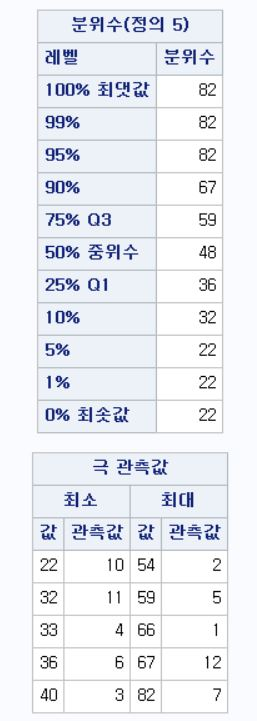 분위수(정의 5)
레벨 분위수
100% 최댓값 82
99% 82
95% 82
90% 67
75% Q3 59
50% 중위수 48
25% Q1 36
10% 32
5% 22
1% 22
0% 최솟값 22
극 관측값
최소 최대
값 관측값 값 관측값
22 10 54 2
32 11 59 5
33 4 66 1
36 6 67 12
40 3 82 7